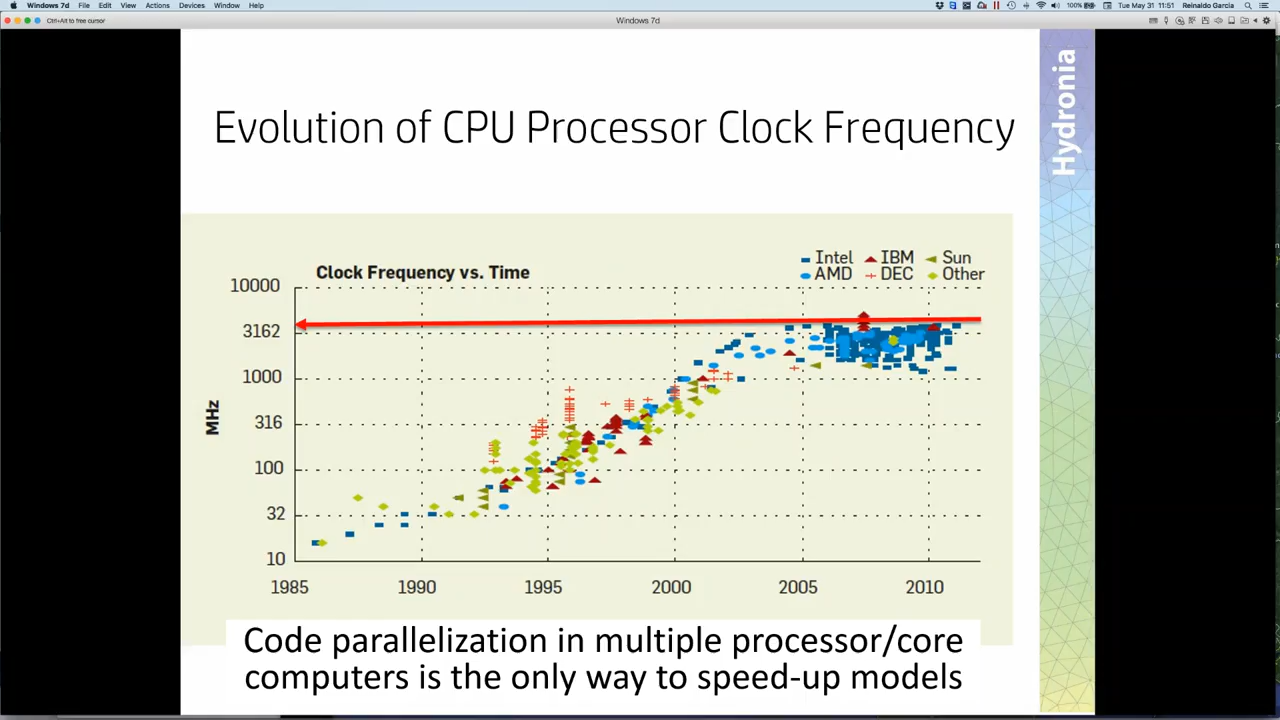 Windows 7d File Edit View Actions Devices Window Help
100% Tue May 31 11:51 Reinaldo Garcia
Ctrl+Alt to free cursor
Windows 7d
Hydronia
Evolution of CPU Processor Clock Frequency
Clock Frequency vs. Time
Intel IBM Sun
AMD DEC Other
10000
3162
1000
316
100
32
10
MHz
1985 1990 1995 2000 2005 2010
Code parallelization in multiple processor/core
computers is the only way to speed-up models